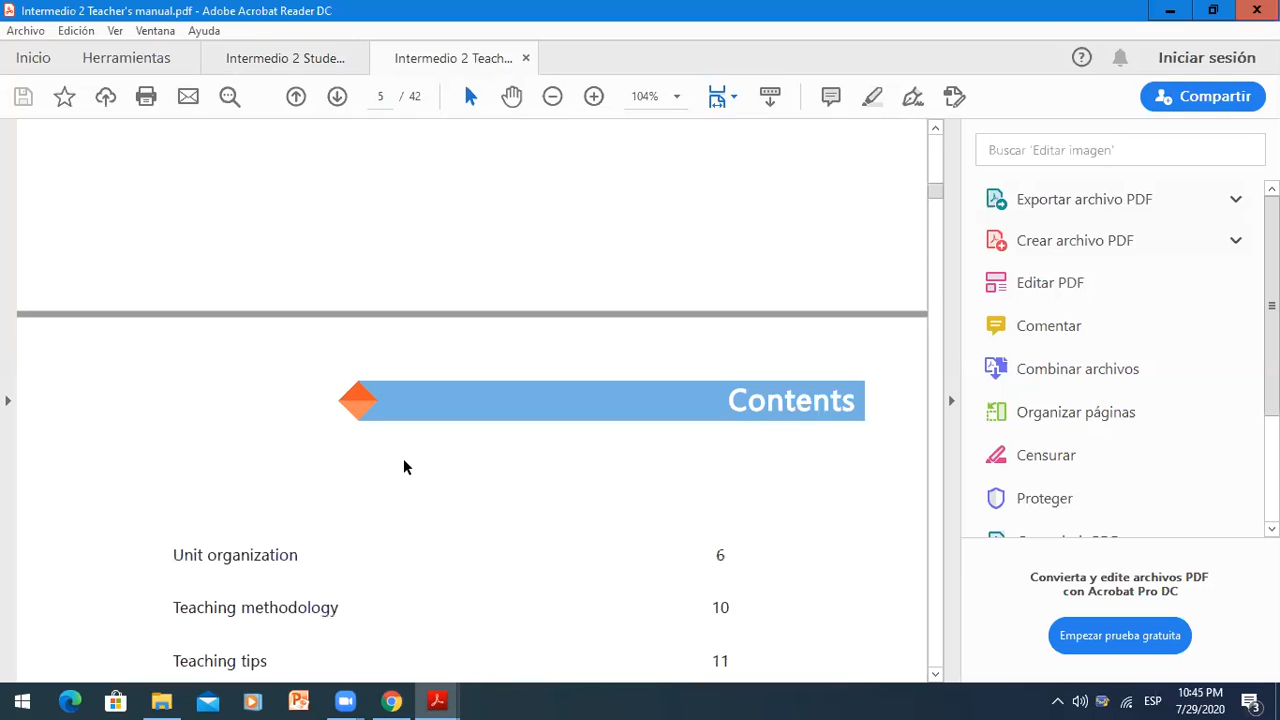 Intermedio 2 Teacher's manual.pdf - Adobe Acrobat Reader DC
Archivo Edición Ver Ventana Ayuda
Inicio Herramientas Intermedio 2 Stude... Intermedio 2 Teach...
Iniciar sesión
5 / 42 104% Compartir
Buscar 'Editar imagen'
Exportar archivo PDF
Crear archivo PDF
Editar PDF
Comentar
Combinar archivos
Organizar páginas
Censurar
Proteger
Convierta y edite archivos PDF
con Acrobat Pro DC
Empezar prueba gratuita
Contents
Unit organization 6
Teaching methodology 10
Teaching tips 11
ESP
10:45 PM
7/29/2020
3